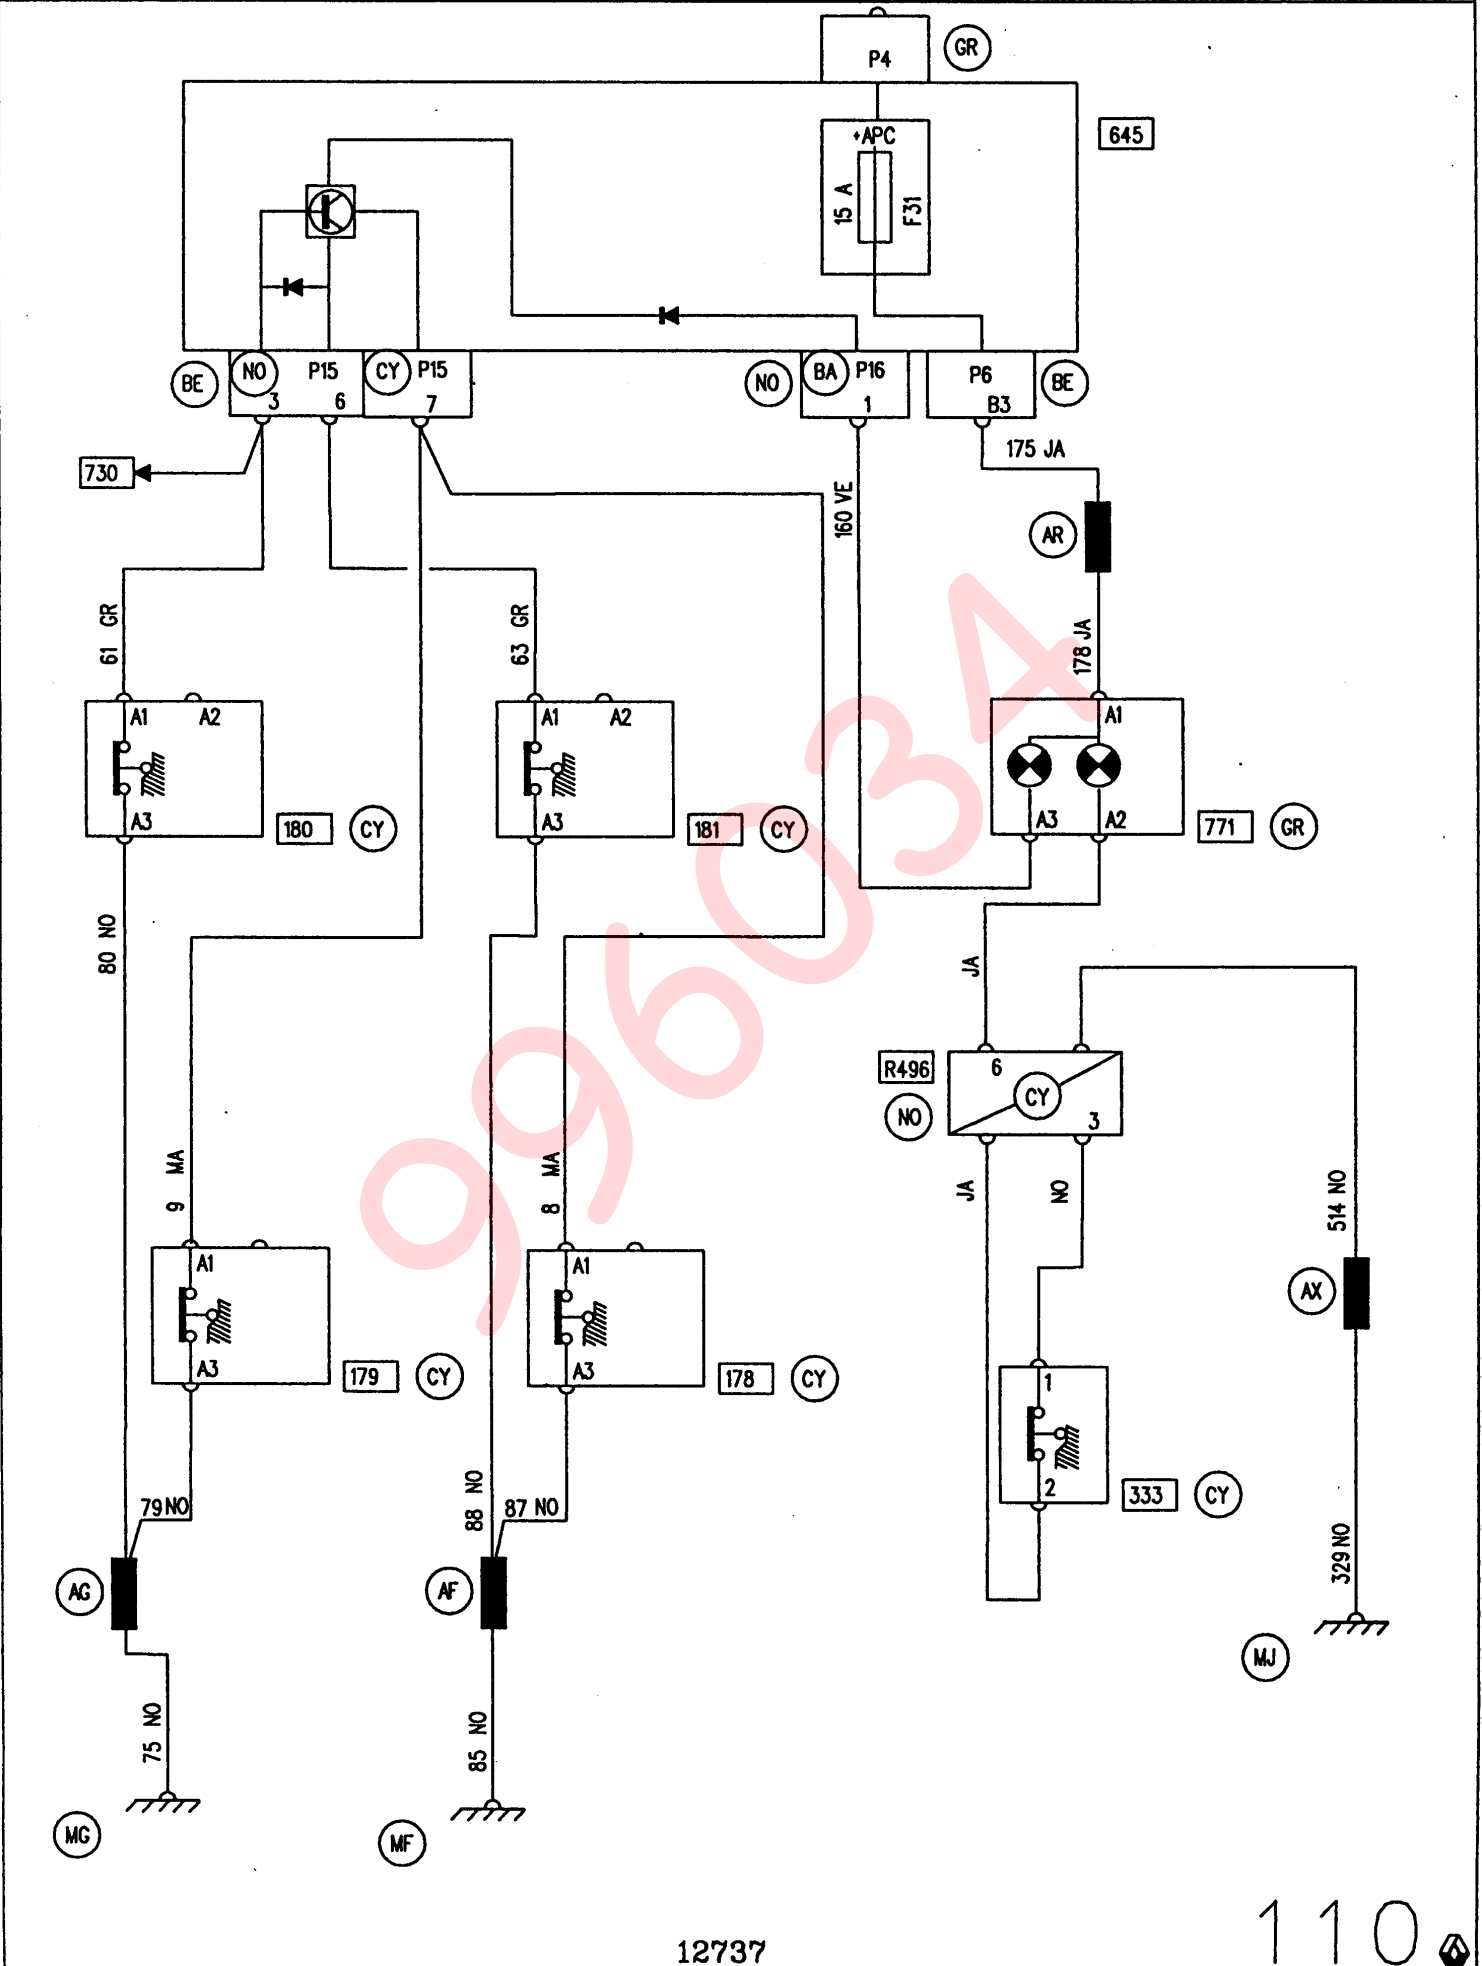 P4
GR
645
+APC
15 A
F31
BE
NO
P15
CY
P15
3
6
7
NO
BA
P16
1
P6
B3
BE
730
175 JA
160 VE
AR
61 GR
63 GR
178 JA
A1
A2
A3
180
CY
A1
A2
A3
181
CY
A1
A3
A2
771
GR
80 NO
JA
R496
NO
6
CY
3
9 MA
8 MA
JA
NO
514 NO
A1
A3
179
CY
A1
A3
178
CY
AX
1
2
333
CY
79 NO
88 NO
87 NO
329 NO
AG
AF
MJ
75 NO
85 NO
MG
MF
996034
12737
110